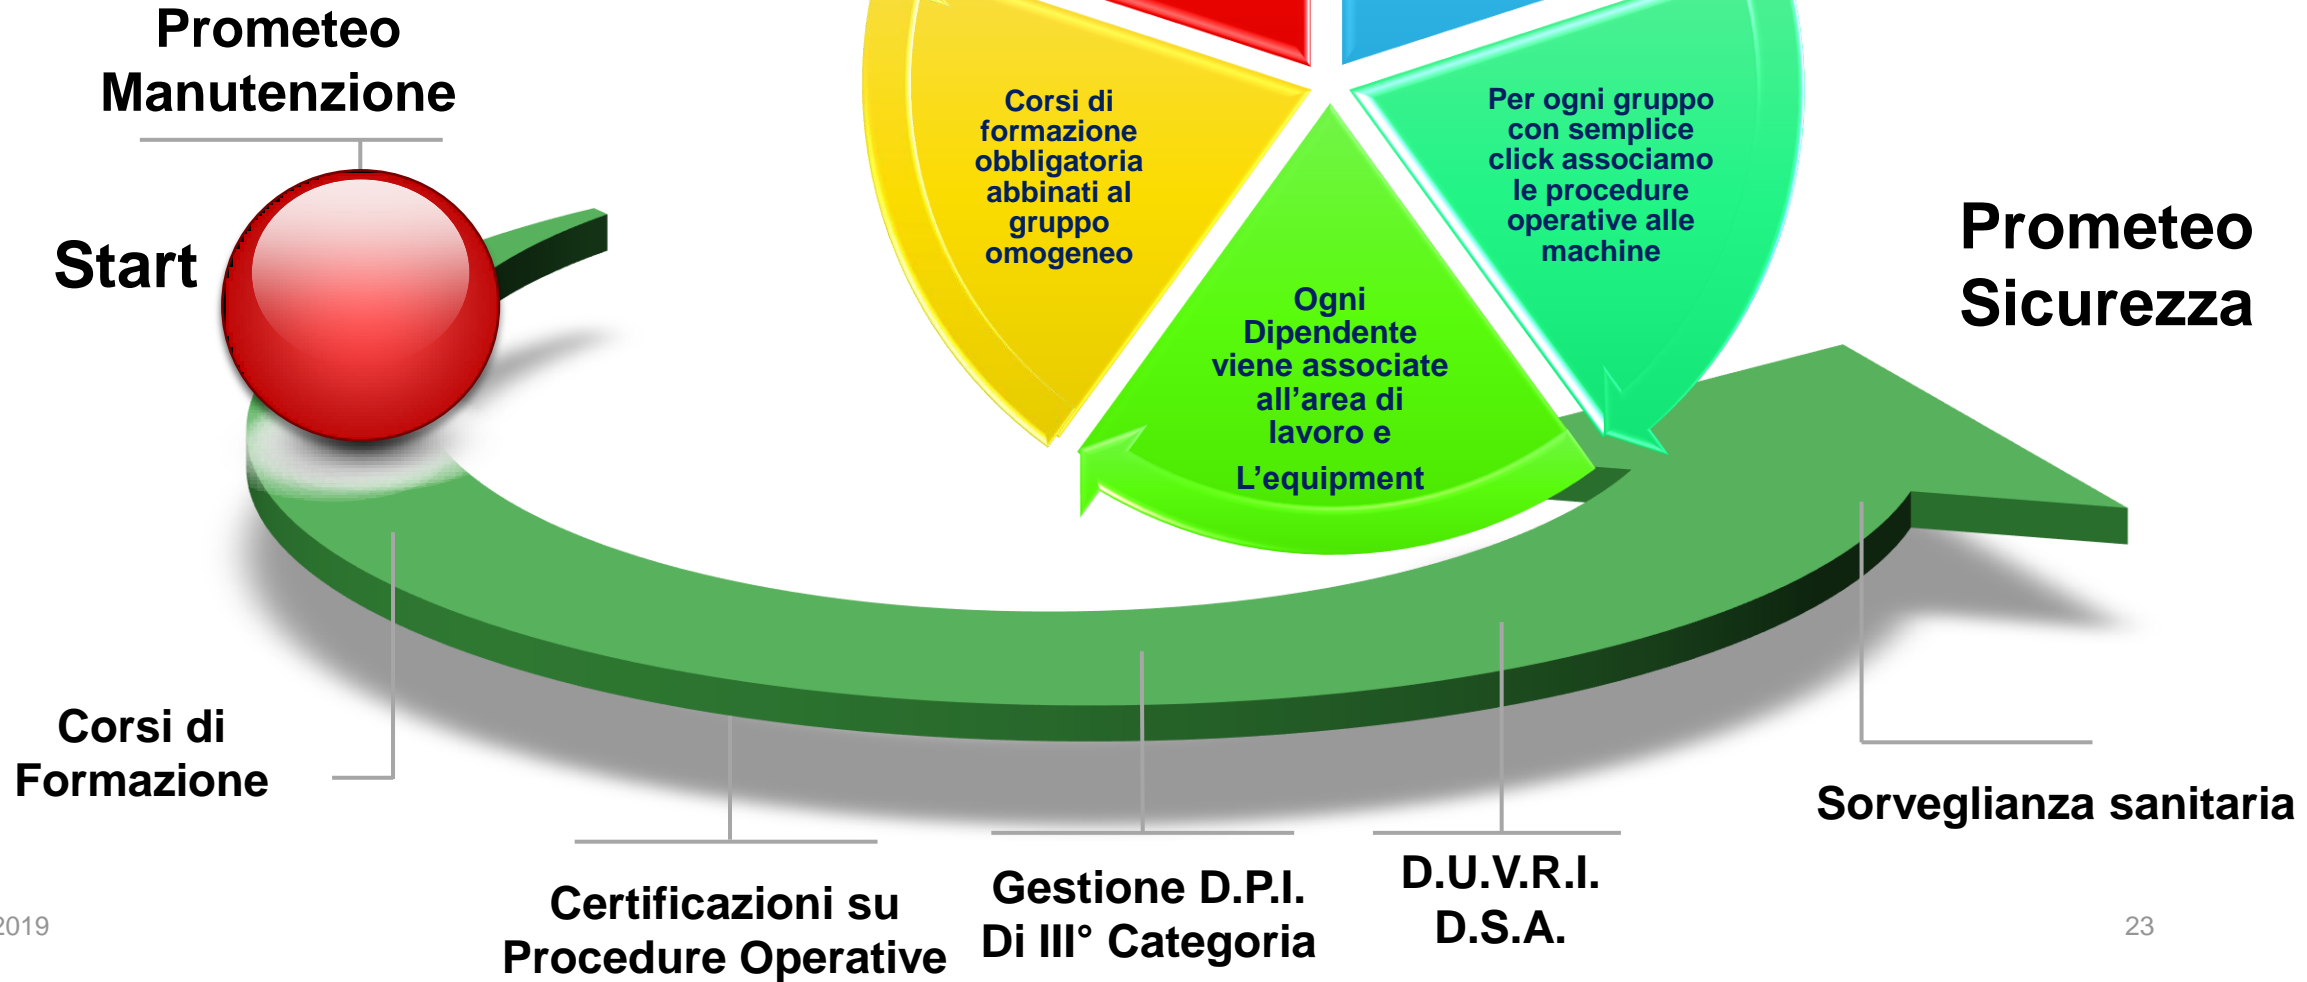 Prometeo
Manutenzione
Start
Corsi di
formazione
obbligatoria
abbinati al
gruppo
omogeneo
Per ogni gruppo
con semplice
click associamo
le procedure
operative alle
machine
Ogni
Dipendente
viene associate
all’area di
lavoro e
L’equipment
Prometeo
Sicurezza
Corsi di
Formazione
Certificazioni su
Procedure Operative
Gestione D.P.I.
Di III° Categoria
D.U.V.R.I.
D.S.A.
Sorveglianza sanitaria
2019
23